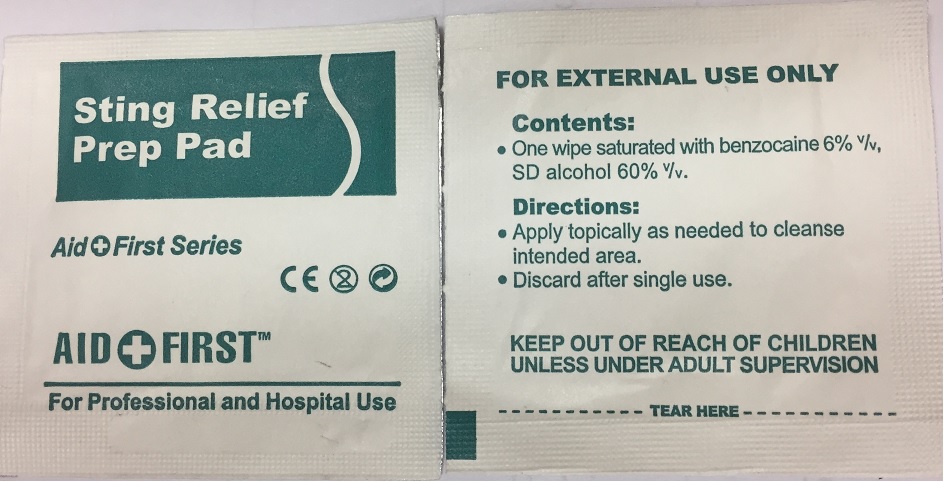 Sting Relief
Prep Pad
Aid First Series
CE
AID FIRST™
For Professional and Hospital Use
FOR EXTERNAL USE ONLY
Contents:
• One wipe saturated with benzocaine 6% v/v,
SD alcohol 60% v/v.
Directions:
• Apply topically as needed to cleanse
intended area.
• Discard after single use.
KEEP OUT OF REACH OF CHILDREN
UNLESS UNDER ADULT SUPERVISION
TEAR HERE